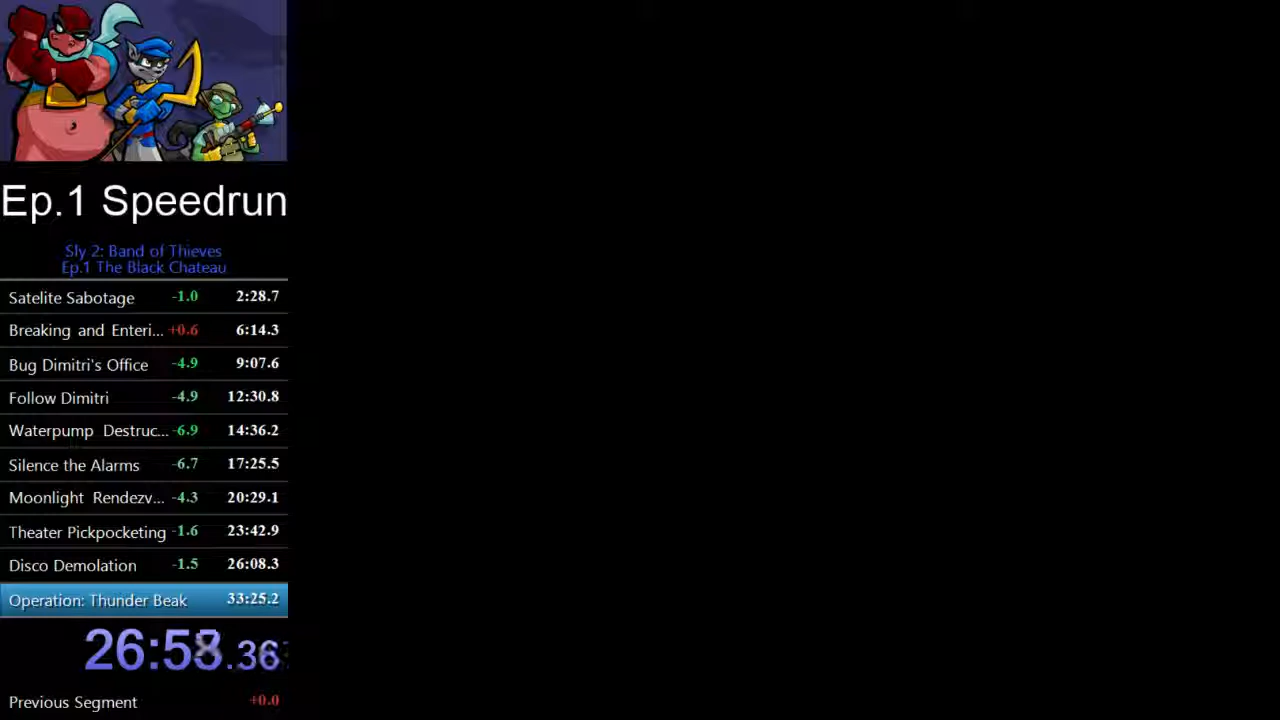 Ep.1 Speedrun
Sly 2: Band of Thieves
Ep.1 The Black Chateau
Satelite Sabotage -1.0 2:28.7
Breaking and Enteri... +0.6 6:14.3
Bug Dimitri's Office -4.9 9:07.6
Follow Dimitri -4.9 12:30.8
Waterpump Destruc... -6.9 14:36.2
Silence the Alarms -6.7 17:25.5
Moonlight Rendezv... -4.3 20:29.1
Theater Pickpocketing -1.6 23:42.9
Disco Demolation -1.5 26:08.3
Operation: Thunder Beak 33:25.2
Previous Segment +0.0